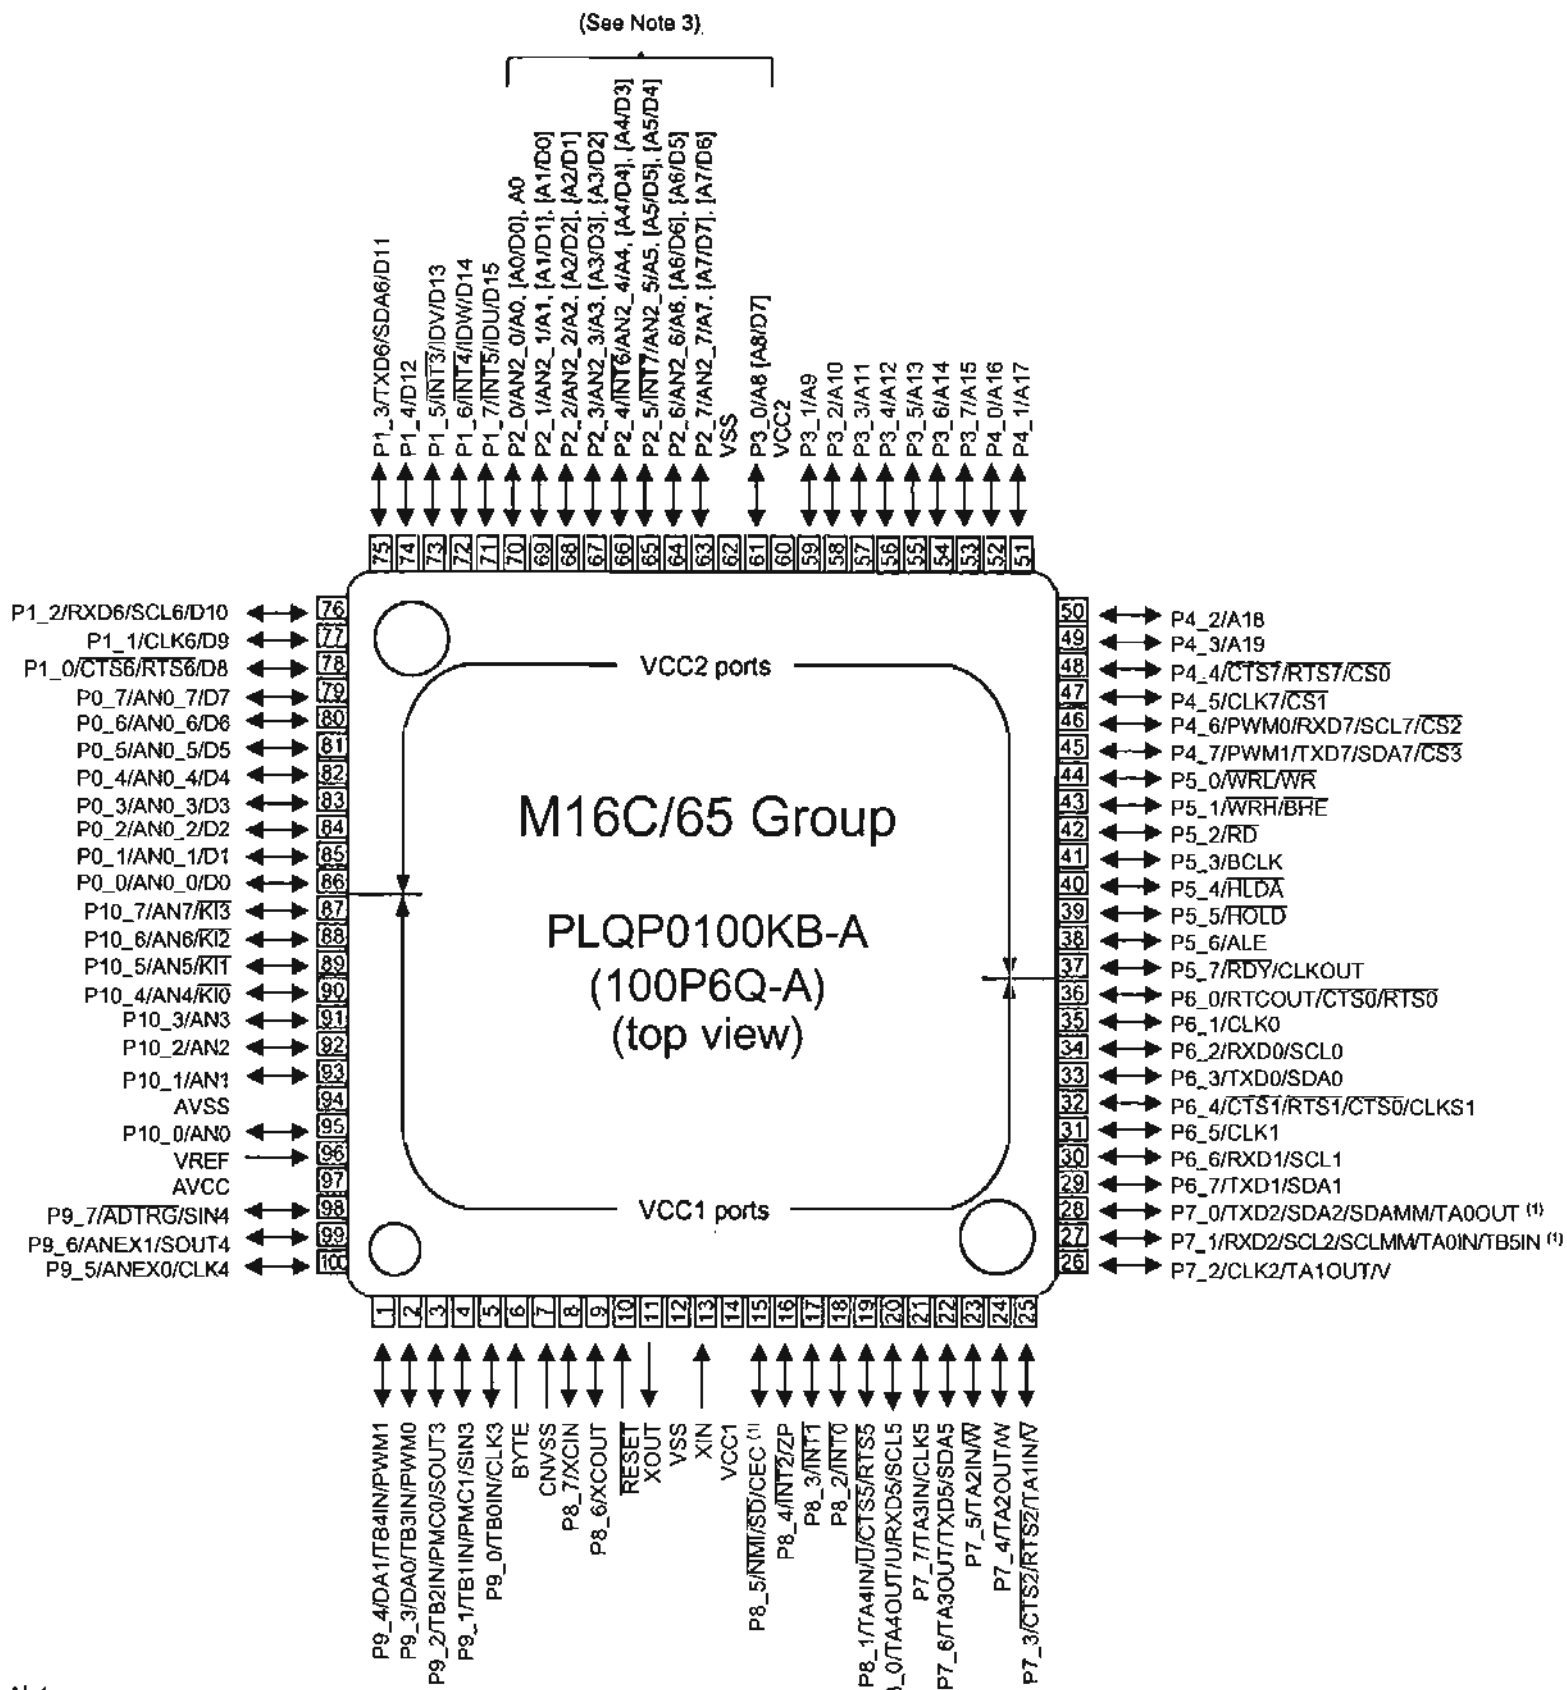 (See Note 3)
P1_3/TXD6/SDA6/D11
P1_4/D12
P1_5/INT3/IDV/D13
P1_6/INT4/IDW/D14
P1_7/INT5/IDU/D15
P2_0/AN2_0/A0, [A0/D0], A0
P2_1/AN2_1/A1, [A1/D1], [A1/D0]
P2_2/AN2_2/A2, [A2/D2], [A2/D1]
P2_3/AN2_3/A3, [A3/D3], [A3/D2]
P2_4/INT6/AN2_4/A4, [A4/D4], [A4/D3]
P2_5/INT7/AN2_5/A5, [A5/D5], [A5/D4]
P2_6/AN2_6/A6, [A6/D6], [A6/D5]
P2_7/AN2_7/A7, [A7/D7], [A7/D6]
VSS
P3_0/A8 [A8/D7]
VCC2
P3_1/A9
P3_2/A10
P3_3/A11
P3_4/A12
P3_5/A13
P3_6/A14
P3_7/A15
P4_0/A16
P4_1/A17
75 74 73 72 71 70 69 68 67 66 65 64 63 62 61 60 59 58 57 56 55 54 53 52 51
P1_2/RXD6/SCL6/D10 76
P1_1/CLK6/D9 77
P1_0/CTS6/RTS6/D8 78
P0_7/AN0_7/D7 79
P0_6/AN0_6/D6 80
P0_5/AN0_5/D5 81
P0_4/AN0_4/D4 82
P0_3/AN0_3/D3 83
P0_2/AN0_2/D2 84
P0_1/AN0_1/D1 85
P0_0/AN0_0/D0 86
P10_7/AN7/KI3 87
P10_6/AN6/KI2 88
P10_5/AN5/KI1 89
P10_4/AN4/KI0 90
P10_3/AN3 91
P10_2/AN2 92
P10_1/AN1 93
AVSS 94
P10_0/AN0 95
VREF 96
AVCC 97
P9_7/ADTRG/SIN4 98
P9_6/ANEX1/SOUT4 99
P9_5/ANEX0/CLK4 100
VCC2 ports
M16C/65 Group
PLQP0100KB-A
(100P6Q-A)
(top view)
VCC1 ports
50 P4_2/A18
49 P4_3/A19
48 P4_4/CTS7/RTS7/CS0
47 P4_5/CLK7/CS1
46 P4_6/PWM0/RXD7/SCL7/CS2
45 P4_7/PWM1/TXD7/SDA7/CS3
44 P5_0/WRL/WR
43 P5_1/WRH/BHE
42 P5_2/RD
41 P5_3/BCLK
40 P5_4/HLDA
39 P5_5/HOLD
38 P5_6/ALE
37 P5_7/RDY/CLKOUT
36 P6_0/RTCOUT/CTS0/RTS0
35 P6_1/CLK0
34 P6_2/RXD0/SCL0
33 P6_3/TXD0/SDA0
32 P6_4/CTS1/RTS1/CTS0/CLKS1
31 P6_5/CLK1
30 P6_6/RXD1/SCL1
29 P6_7/TXD1/SDA1
28 P7_0/TXD2/SDA2/SDAMM/TA0OUT (1)
27 P7_1/RXD2/SCL2/SCLMM/TA0IN/TB5IN (1)
26 P7_2/CLK2/TA1OUT/V
1 2 3 4 5 6 7 8 9 10 11 12 13 14 15 16 17 18 19 20 21 22 23 24 25
P9_4/DA1/TB4IN/PWM1
P9_3/DA0/TB3IN/PWM0
P9_2/TB2IN/PMC0/SOUT3
P9_1/TB1IN/PMC1/SIN3
P9_0/TB0IN/CLK3
BYTE
CNVSS
P8_7/XCIN
P8_6/XCOUT
RESET
XOUT
VSS
XIN
VCC1
P8_5/NMI/SD/CEC (1)
P8_4/INT2/ZP
P8_3/INT1
P8_2/INT0
P8_1/TA4IN/U/CTS5/RTS5
_0/TA4OUT/U/RXD5/SCL5
P7_7/TA3IN/CLK5
P7_6/TA3OUT/TXD5/SDA5
P7_5/TA2IN/W
P7_4/TA2OUT/W
P7_3/CTS2/RTS2/TA1IN/V